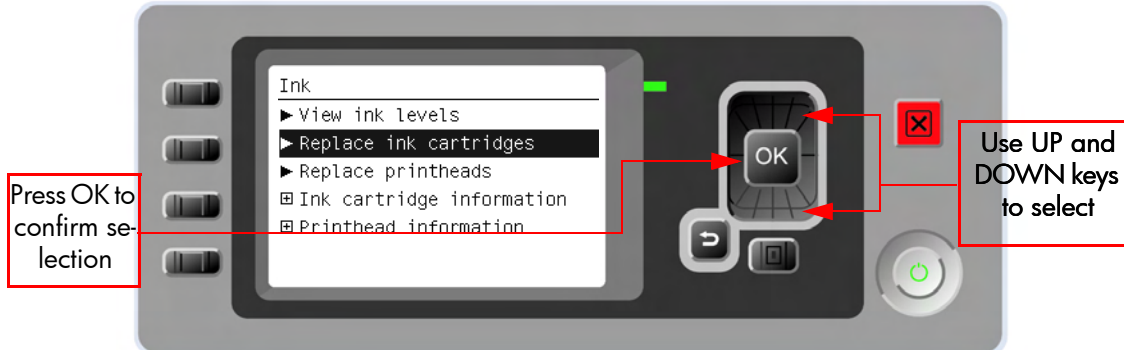 Ink
View ink levels
Replace ink cartridges
Replace printheads
Ink cartridge information
Printhead information
OK
Press OK to
confirm se-
lection
Use UP and
DOWN keys
to select